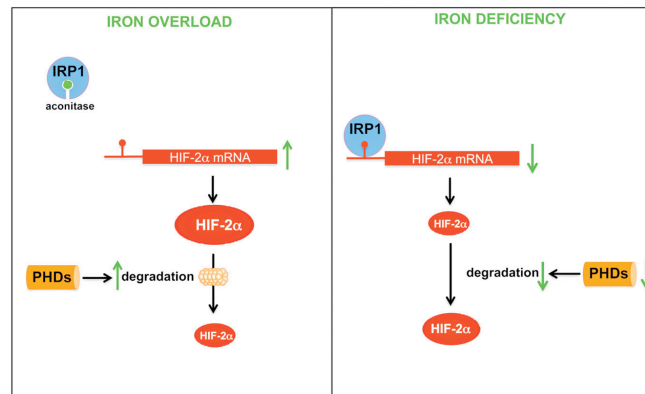 IRON OVERLOAD
IRP1
aconitase
HIF-2α mRNA
HIF-2α
PHDs
degradation
HIF-2α
IRON DEFICIENCY
IRP1
HIF-2α mRNA
HIF-2α
degradation
PHDs
HIF-2α